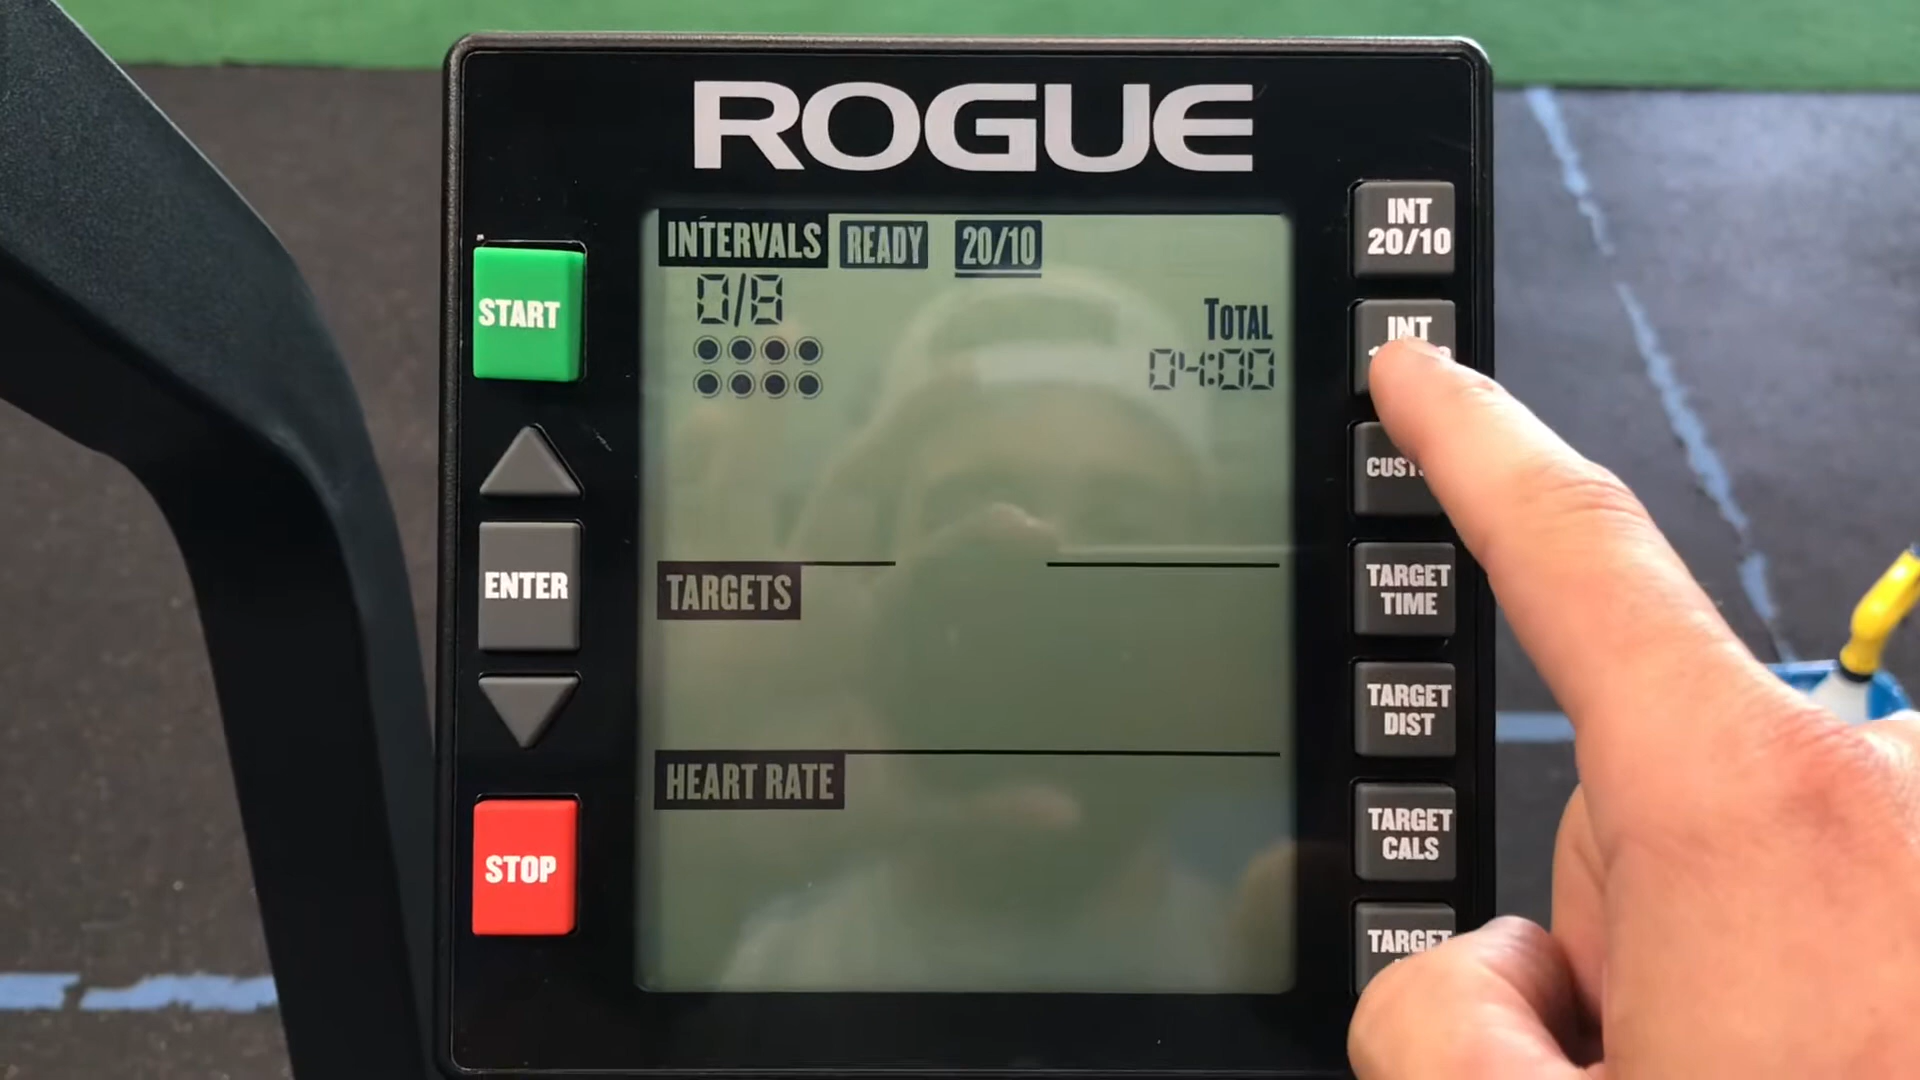 ROGUE
INTERVALS READY 20/10
0/8
TOTAL
04:00
TARGETS
HEART RATE
START
ENTER
STOP
INT
20/10
INT
TARGET
TIME
TARGET
DIST
TARGET
CALS
TARGET